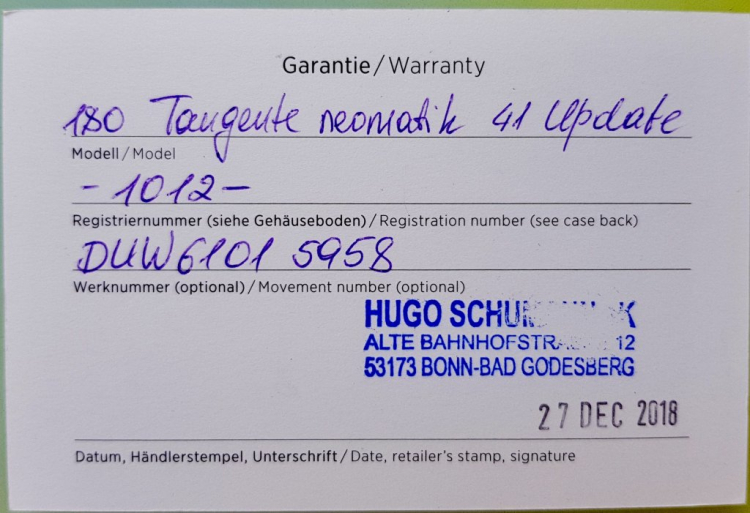 Garantie / Warranty
180 Tangente neomatik 41 Update
Modell / Model
- 1012 -
Registriernummer (siehe Gehäuseboden) / Registration number (see case back)
DUW6101 5958
Werknummer (optional) / Movement number (optional)
HUGO
ALTE 12
53173 BONN-BAD GODESBERG
27 DEC 2018
Datum, Händlerstempel, Unterschrift / Date, retailer's stamp, signature